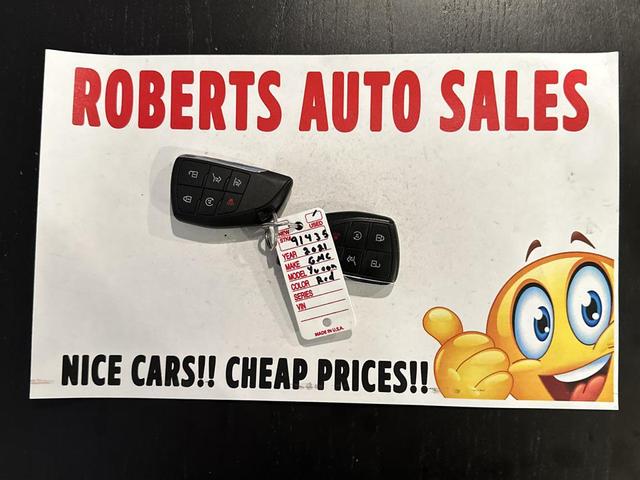 ROBERTS AUTO SALES
NEW USED
STK# 91435
YEAR 2021
MAKE GMC
MODEL Yukon
COLOR Red
SERIES
VIN
MADE IN U.S.A.
NICE CARS!! CHEAP PRICES!!